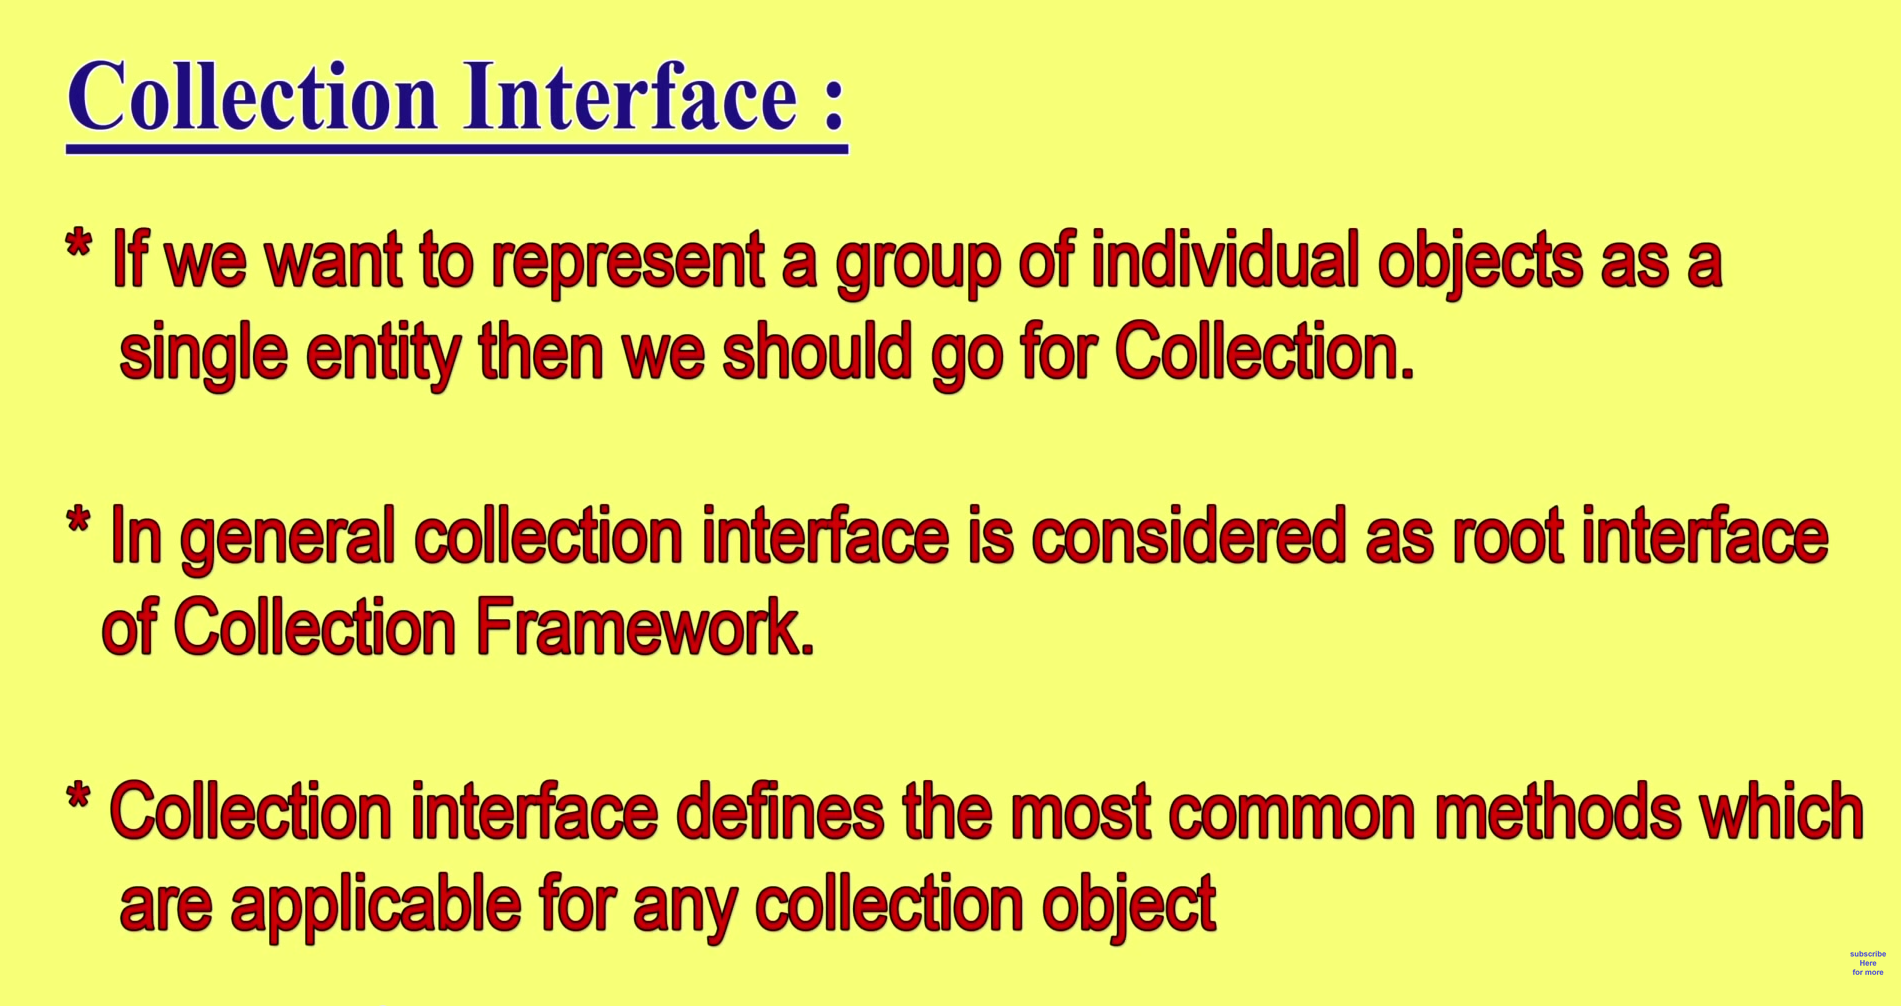 Collection Interface :
* If we want to represent a group of individual objects as a
single entity then we should go for Collection.
* In general collection interface is considered as root interface
of Collection Framework.
* Collection interface defines the most common methods which
are applicable for any collection object
subscribe
Here
for more